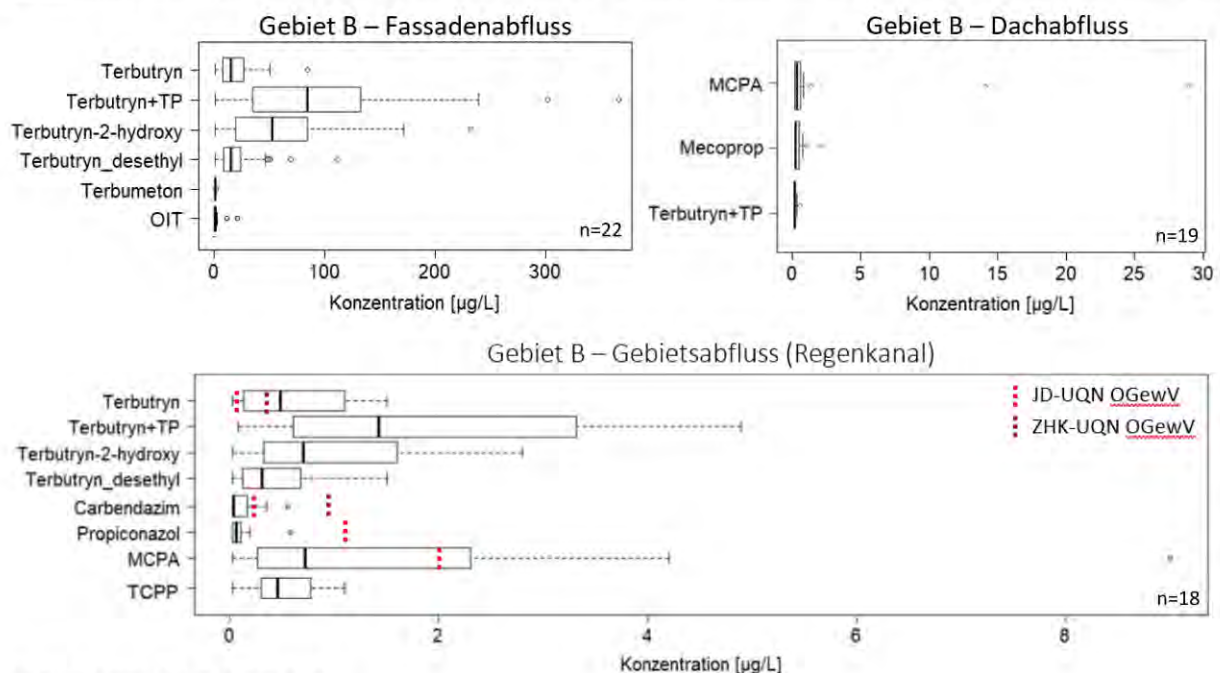 Gebiet B – Fassadenabfluss
Terbutryn
Terbutryn+TP
Terbutryn-2-hydroxy
Terbutryn_desethyl
Terbumeton
OIT
n=22
0 100 200 300
Konzentration [µg/L]
Gebiet B – Dachabfluss
MCPA
Mecoprop
Terbutryn+TP
n=19
0 5 10 15 20 25 30
Konzentration [µg/L]
Gebiet B – Gebietsabfluss (Regenkanal)
Terbutryn
Terbutryn+TP
Terbutryn-2-hydroxy
Terbutryn_desethyl
Carbendazim
Propiconazol
MCPA
TCPP
JD-UQN OGewV
ZHK-UQN OGewV
n=18
0 2 4 6 8
Konzentration [µg/L]